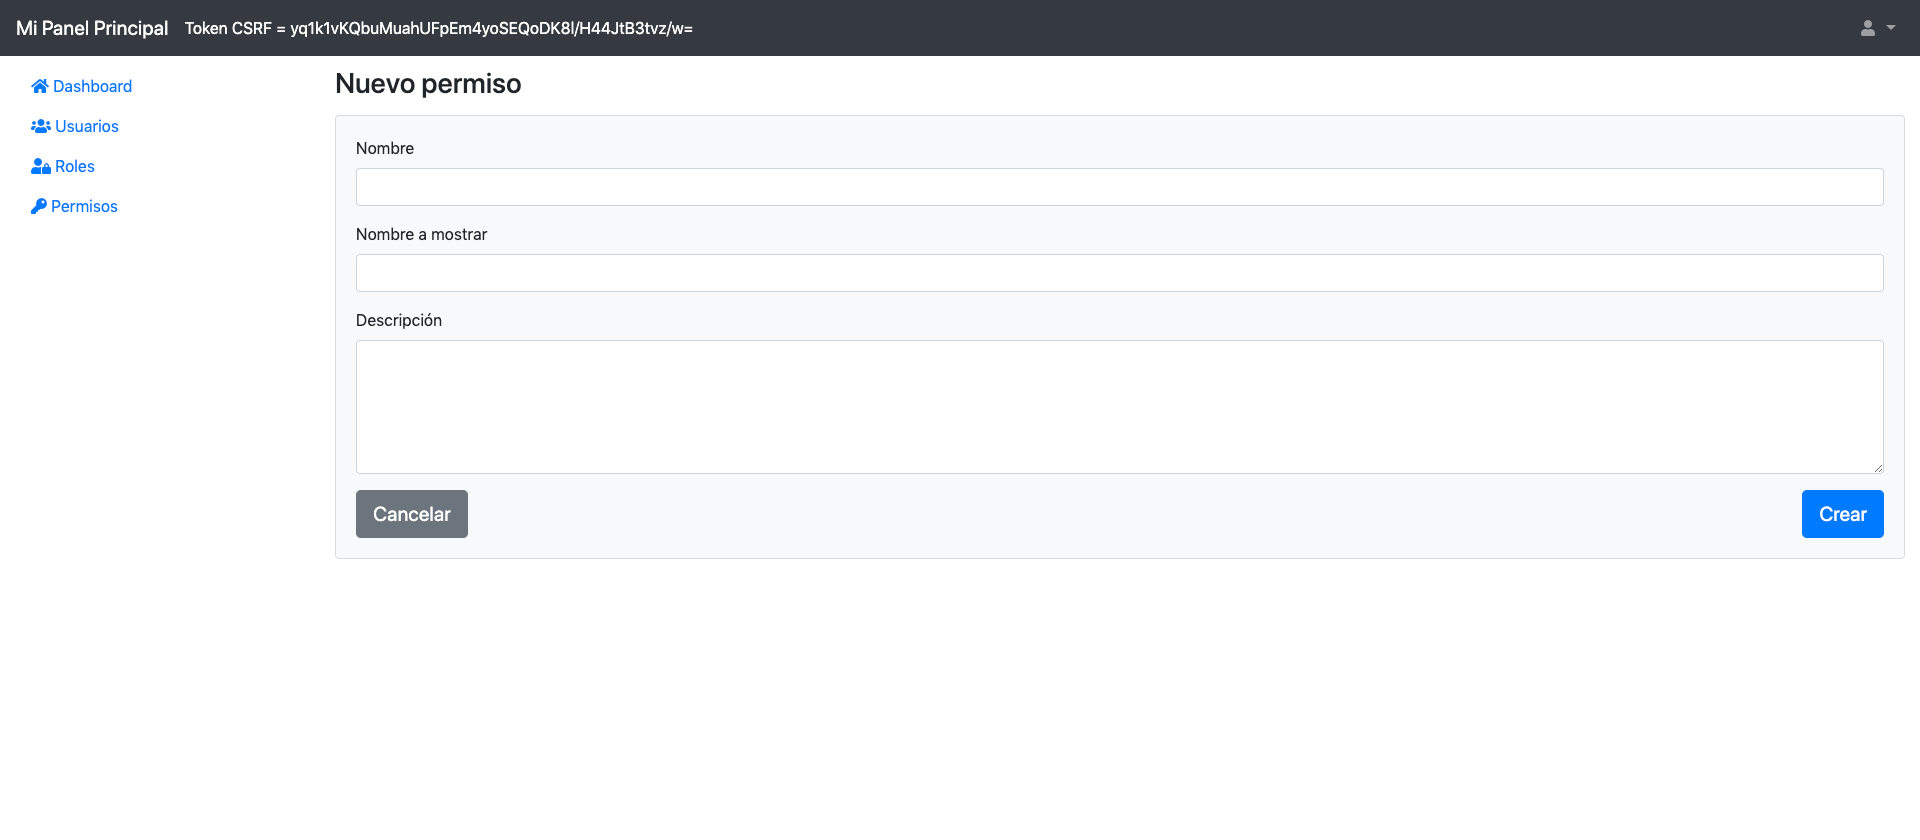 Mi Panel Principal Token CSRF = yq1k1vKQbuMuahUFpEm4yoSEQoDK8l/H44JtB3tvz/w=
Dashboard
Usuarios
Roles
Permisos
Nuevo permiso
Nombre
Nombre a mostrar
Descripción
Cancelar
Crear